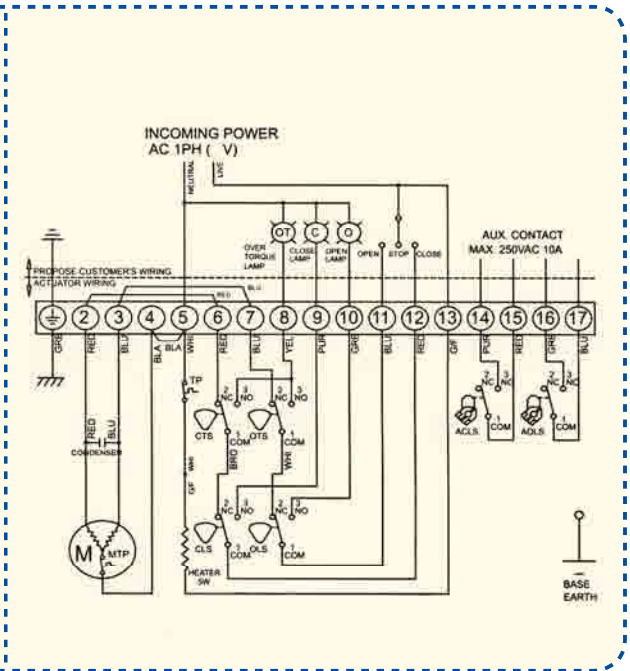 INCOMING POWER
AC 1PH ( V)
NEUTRAL
LIVE
OT
C
O
OVER
TORQUE
LAMP
CLOSE
LAMP
OPEN
LAMP
OPEN
STOP
CLOSE
AUX. CONTACT
MAX. 250VAC 10A
PROPOSE CUSTOMER'S WIRING
ACTUATOR WIRING
RED
BLU
2 3 4 5 6 7 8 9 10 11 12 13 14 15 16 17
GRE RED BLU BLA BLA WHI RED BLU YEL PUR GRE BLU RED G/F PUR RED GRE BLU
TP
2 NC 3 NO
CTS
1 COM
2 NC 3 NO
OTS
1 COM
2 NC 3 NO
ACLS
1 COM
2 NC 3 NO
AOLS
1 COM
RED
BLU
CONDENSER
WHI
G/F
BRO
WHI
2 NC 3 NO
CLS
1 COM
2 NC 3 NO
OLS
1 COM
M
MTP
HEATER
5W
BASE
EARTH